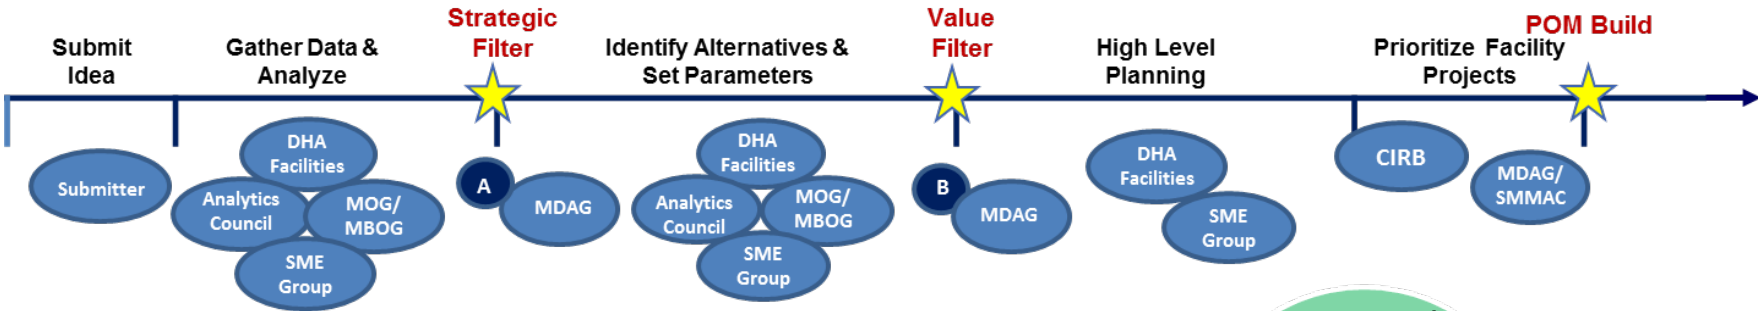 Submit
Idea
Gather Data &
Analyze
Strategic
Filter
Identify Alternatives &
Set Parameters
Value
Filter
High Level
Planning
Prioritize Facility
Projects
POM Build
Submitter
DHA
Facilities
Analytics
Council
MOG/
MBOG
SME
Group
A
MDAG
DHA
Facilities
Analytics
Council
MOG/
MBOG
SME
Group
B
MDAG
DHA
Facilities
SME
Group
CIRB
MDAG/
SMMAC